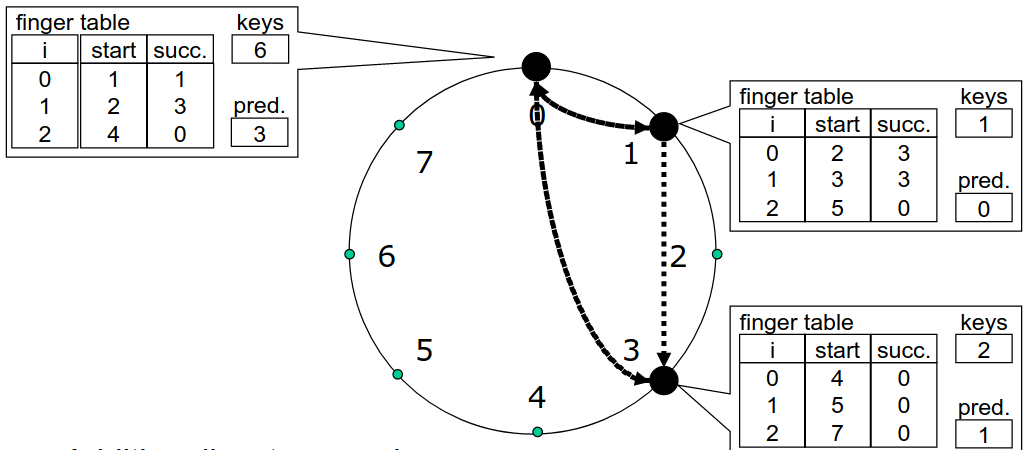 finger table keys
i start succ. 6
0 1 1
1 2 3 pred.
2 4 0 3
finger table keys
i start succ. 1
0 2 3
1 3 3 pred.
2 5 0 0
0
1
7
2
6
3
5
4
finger table keys
i start succ. 2
0 4 0
1 5 0 pred.
2 7 0 1